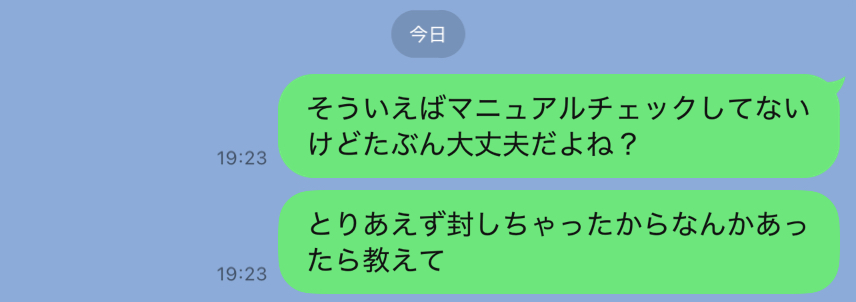 今日
そういえばマニュアルチェックしてない
けどたぶん大丈夫だよね？
19:23
とりあえず封しちゃったからなんかあっ
たら教えて
19:23